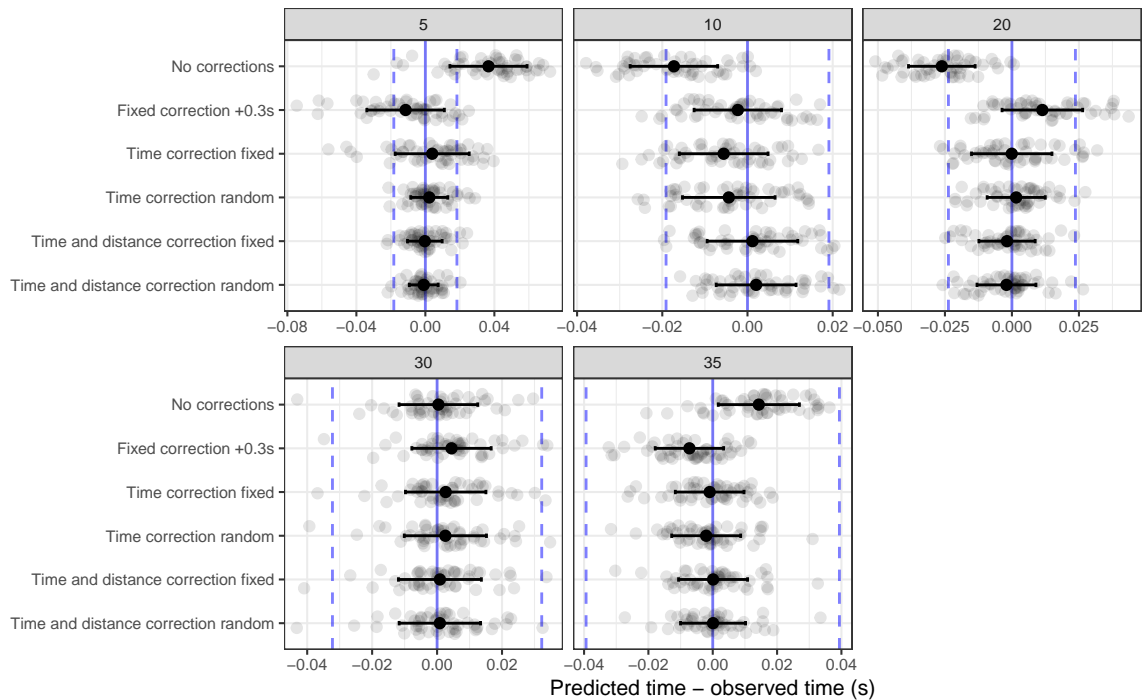 5 10 20
No corrections
Fixed correction +0.3s
Time correction fixed
Time correction random
Time and distance correction fixed
Time and distance correction random
−0.08 −0.04 0.00 0.04 −0.04 −0.02 0.00 0.02 −0.050 −0.025 0.000 0.025
30 35
No corrections
Fixed correction +0.3s
Time correction fixed
Time correction random
Time and distance correction fixed
Time and distance correction random
−0.04 −0.02 0.00 0.02 −0.04 −0.02 0.00 0.02 0.04
Predicted time − observed time (s)